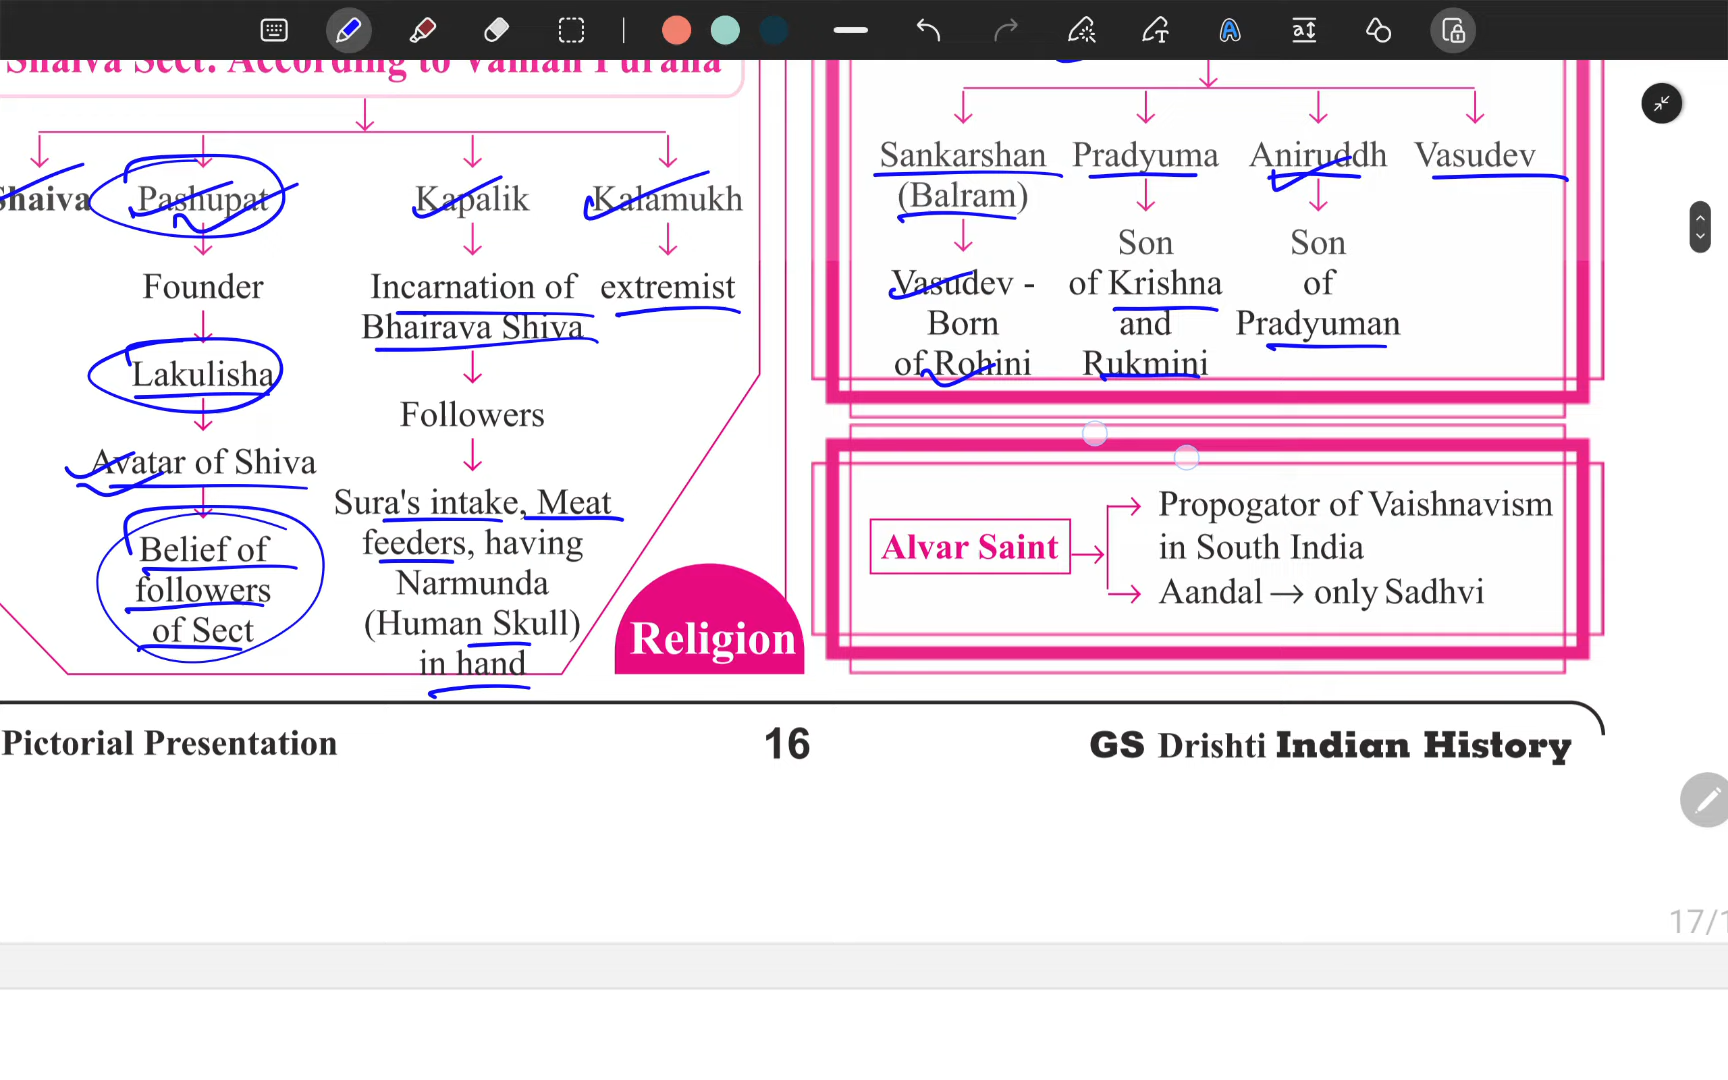 Shaiva Sect: According to Vaman Purana
Shaiva
Pashupat
Founder
Lakulisha
Avatar of Shiva
Belief of
followers
of Sect
Kapalik
Incarnation of
Bhairava Shiva
Followers
Sura's intake, Meat
feeders, having
Narmunda
(Human Skull)
in hand
Kalamukh
extremist
Religion
Sankarshan
(Balram)
Vasudev -
Born
of Rohini
Pradyuma
Son
of Krishna
and
Rukmini
Aniruddh
Son
of
Pradyuman
Vasudev
Alvar Saint
Propogator of Vaishnavism
in South India
Aandal → only Sadhvi
Pictorial Presentation
16
GS Drishti Indian History
17/1